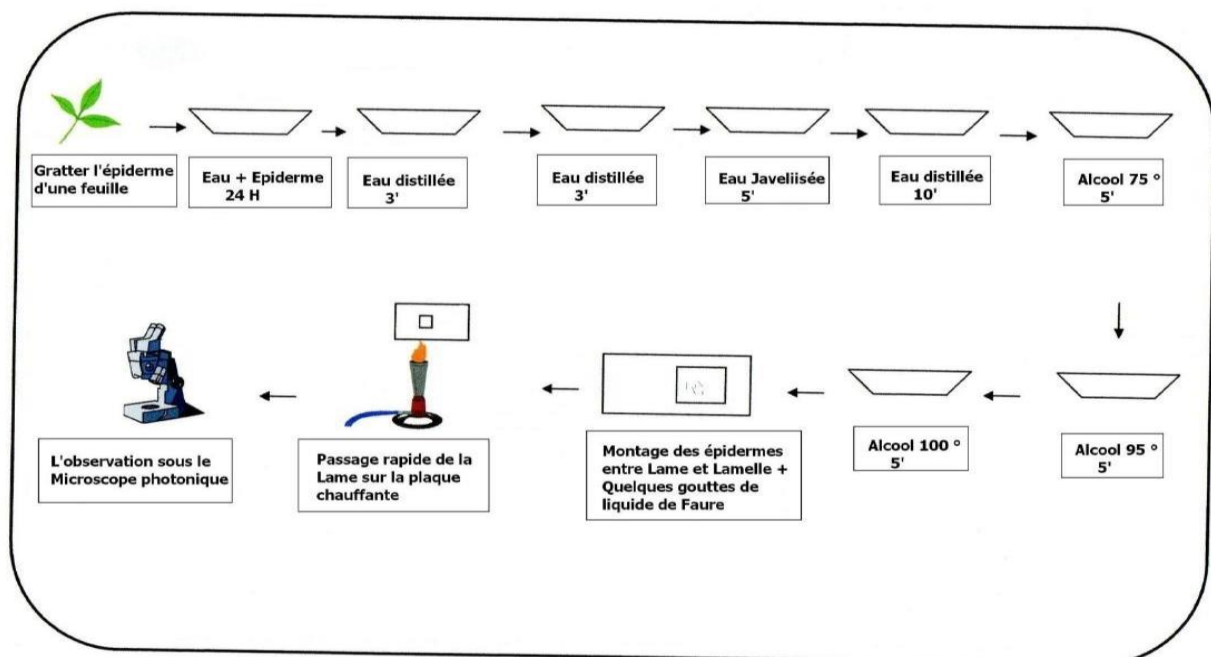 Gratter l'épiderme
d'une feuille
Eau + Epiderme
24 H
Eau distillée
3'
Eau distillée
3'
Eau Javeliisée
5'
Eau distillée
10'
Alcool 75 °
5'
Alcool 95 °
5'
Alcool 100 °
5'
Montage des épidermes
entre Lame et Lamelle +
Quelques gouttes de
liquide de Faure
Passage rapide de la
Lame sur la plaque
chauffante
L'observation sous le
Microscope photonique